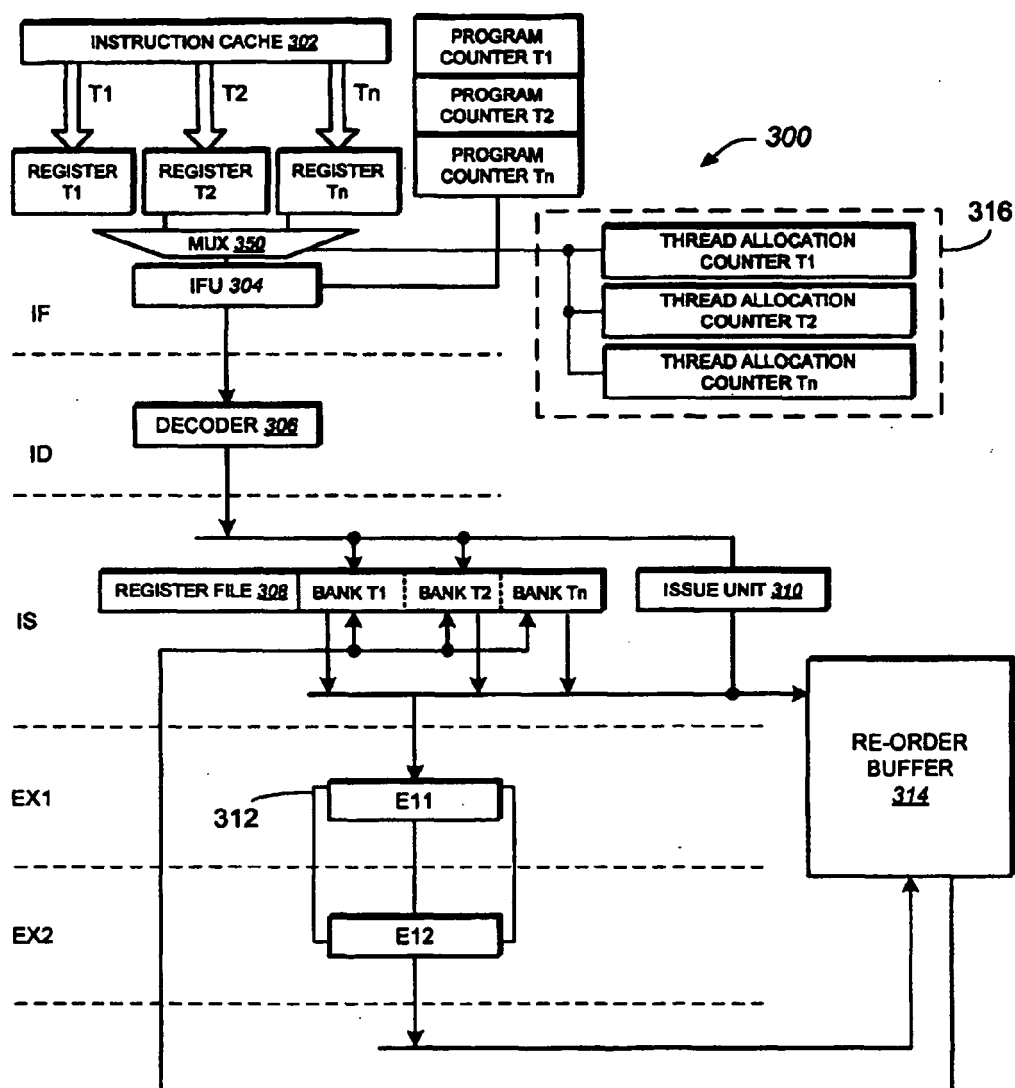 INSTRUCTION CACHE 302
PROGRAM
COUNTER T1
PROGRAM
COUNTER T2
PROGRAM
COUNTER Tn
T1
T2
Tn
300
REGISTER
T1
REGISTER
T2
REGISTER
Tn
316
MUX 350
THREAD ALLOCATION
COUNTER T1
IFU 304
THREAD ALLOCATION
COUNTER T2
IF
THREAD ALLOCATION
COUNTER Tn
DECODER 306
ID
REGISTER FILE 308
BANK T1
BANK T2
BANK Tn
ISSUE UNIT 310
IS
RE-ORDER
BUFFER
314
EX1
312
E11
EX2
E12